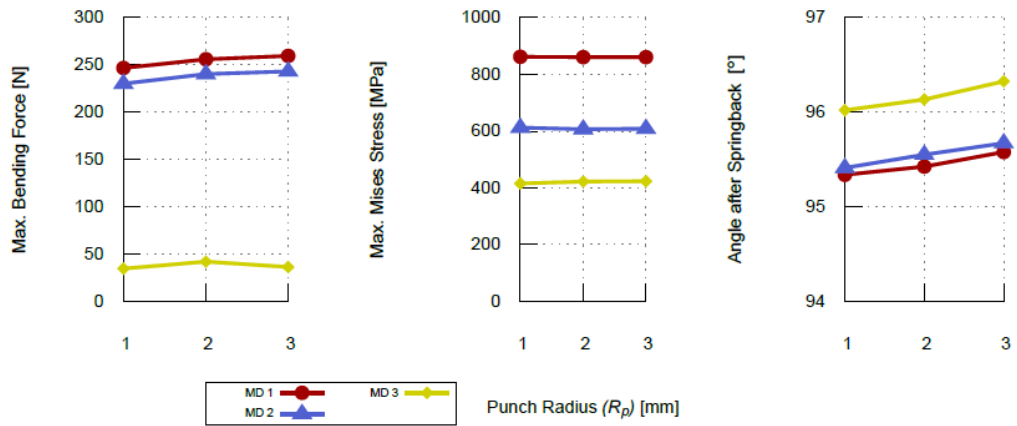 Max. Bending Force [N]
300
250
200
150
100
50
0
1 2 3
Max. Mises Stress [MPa]
1000
800
600
400
200
0
1 2 3
Angle after Springback [º]
97
96
95
94
1 2 3
MD 1 MD 3
MD 2
Punch Radius (Rp) [mm]